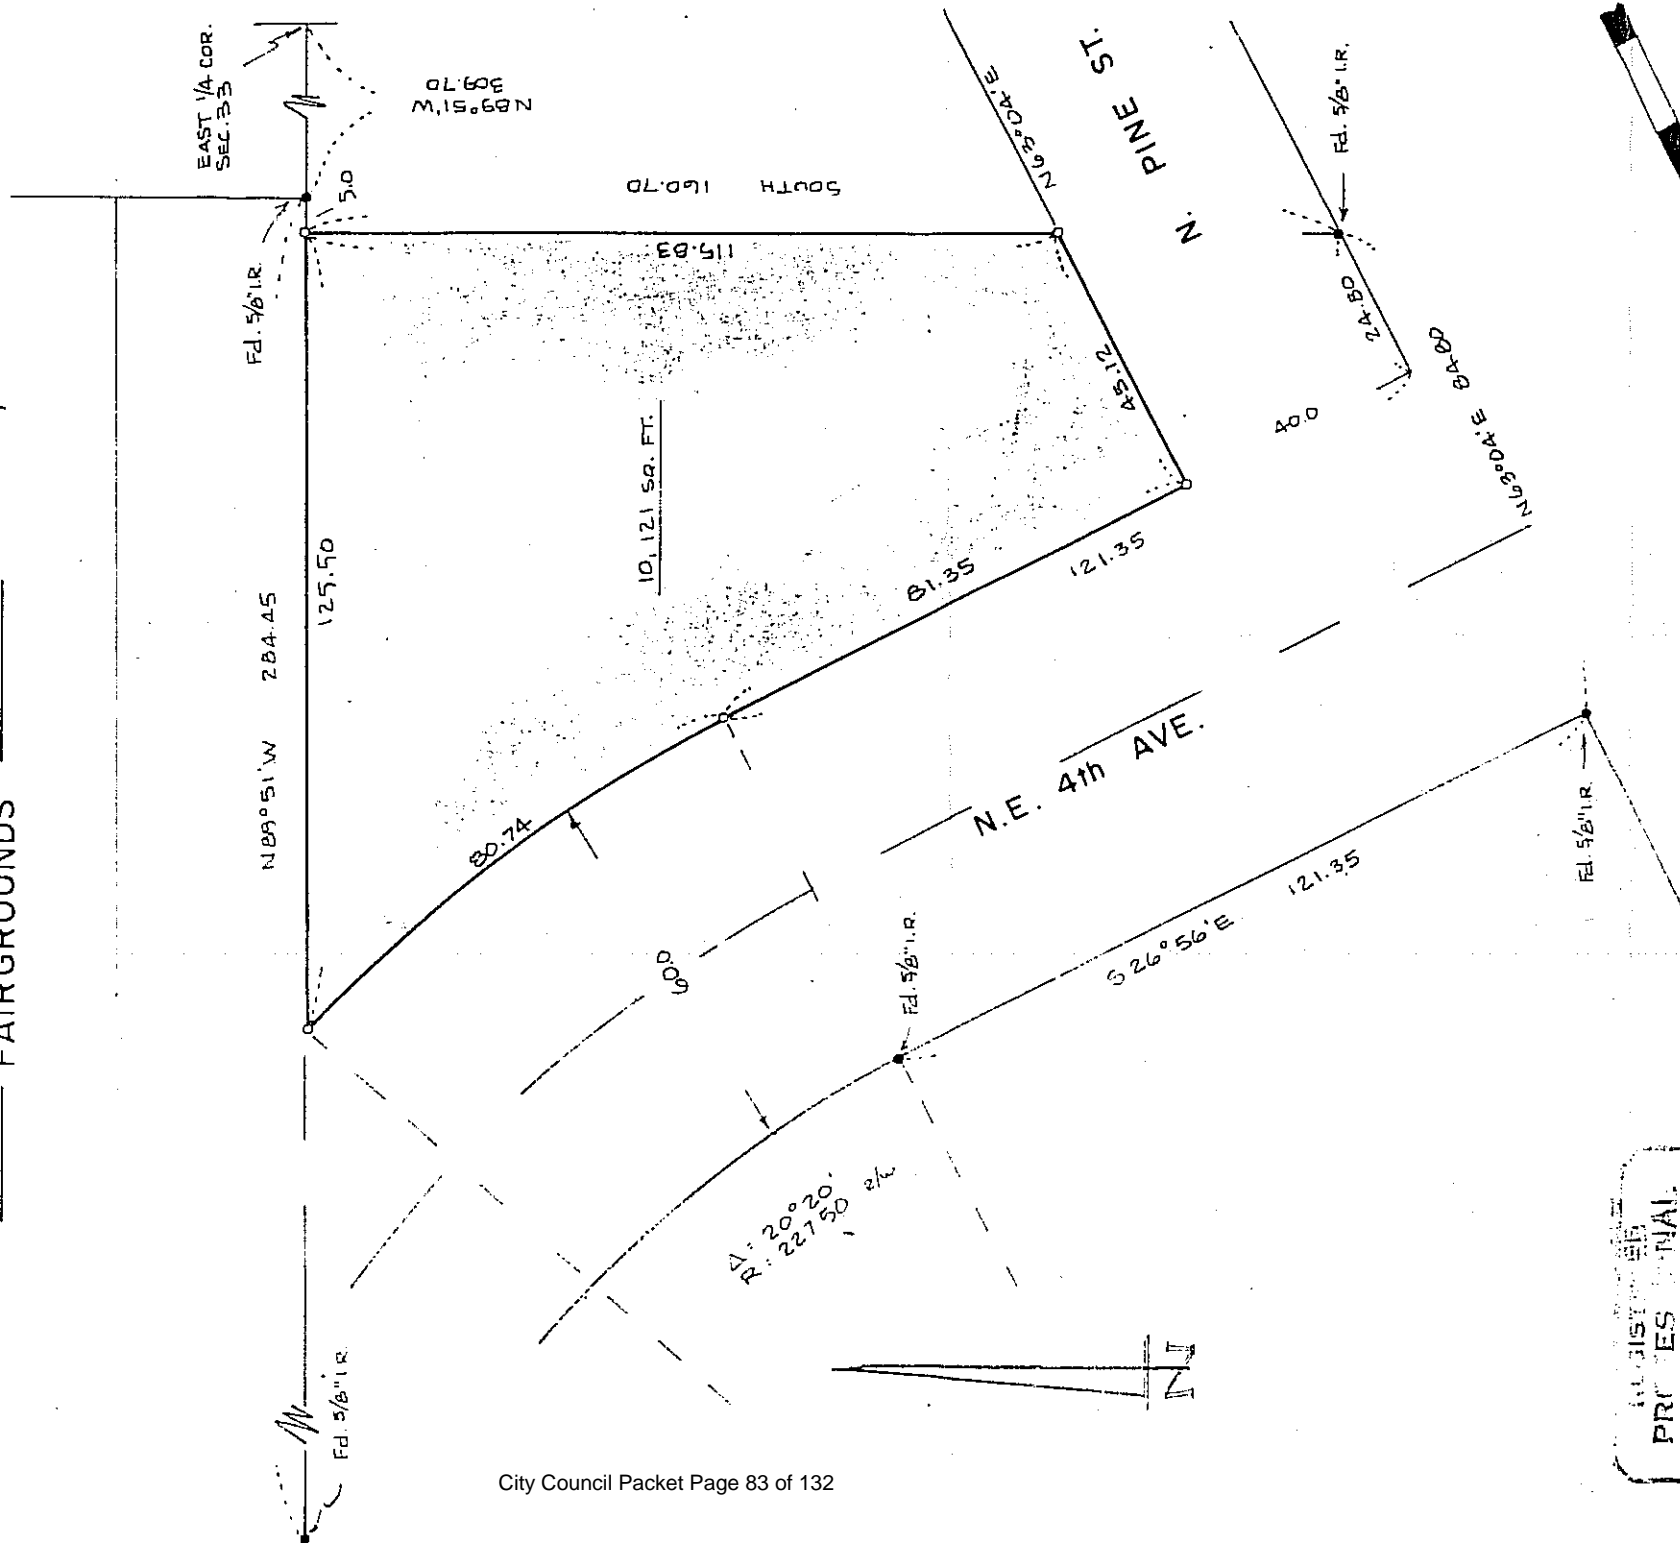 FAIRGROUNDS
EAST 1/4 COR.
SEC. 33
N89°51'W
309.70
5.0
Fd. 5/8" I.R.
SOUTH 160.70
115.83
N63°04'E
N. PINE ST.
Fd. 5/8" I.R.
24.80
N63°04'E 84.80
40.0
45.12
10,121 SQ. FT.
N89°51'W 284.45
125.50
81.35
121.35
80.74
N.E. 4th AVE.
60.0
Fd. 5/8" I.R.
S26°56'E 121.35
Fd. 5/8" I.R.
Δ: 20°20'
R: 227.50
Fd. 5/8" I.R.
N
City Council Packet Page 83 of 132